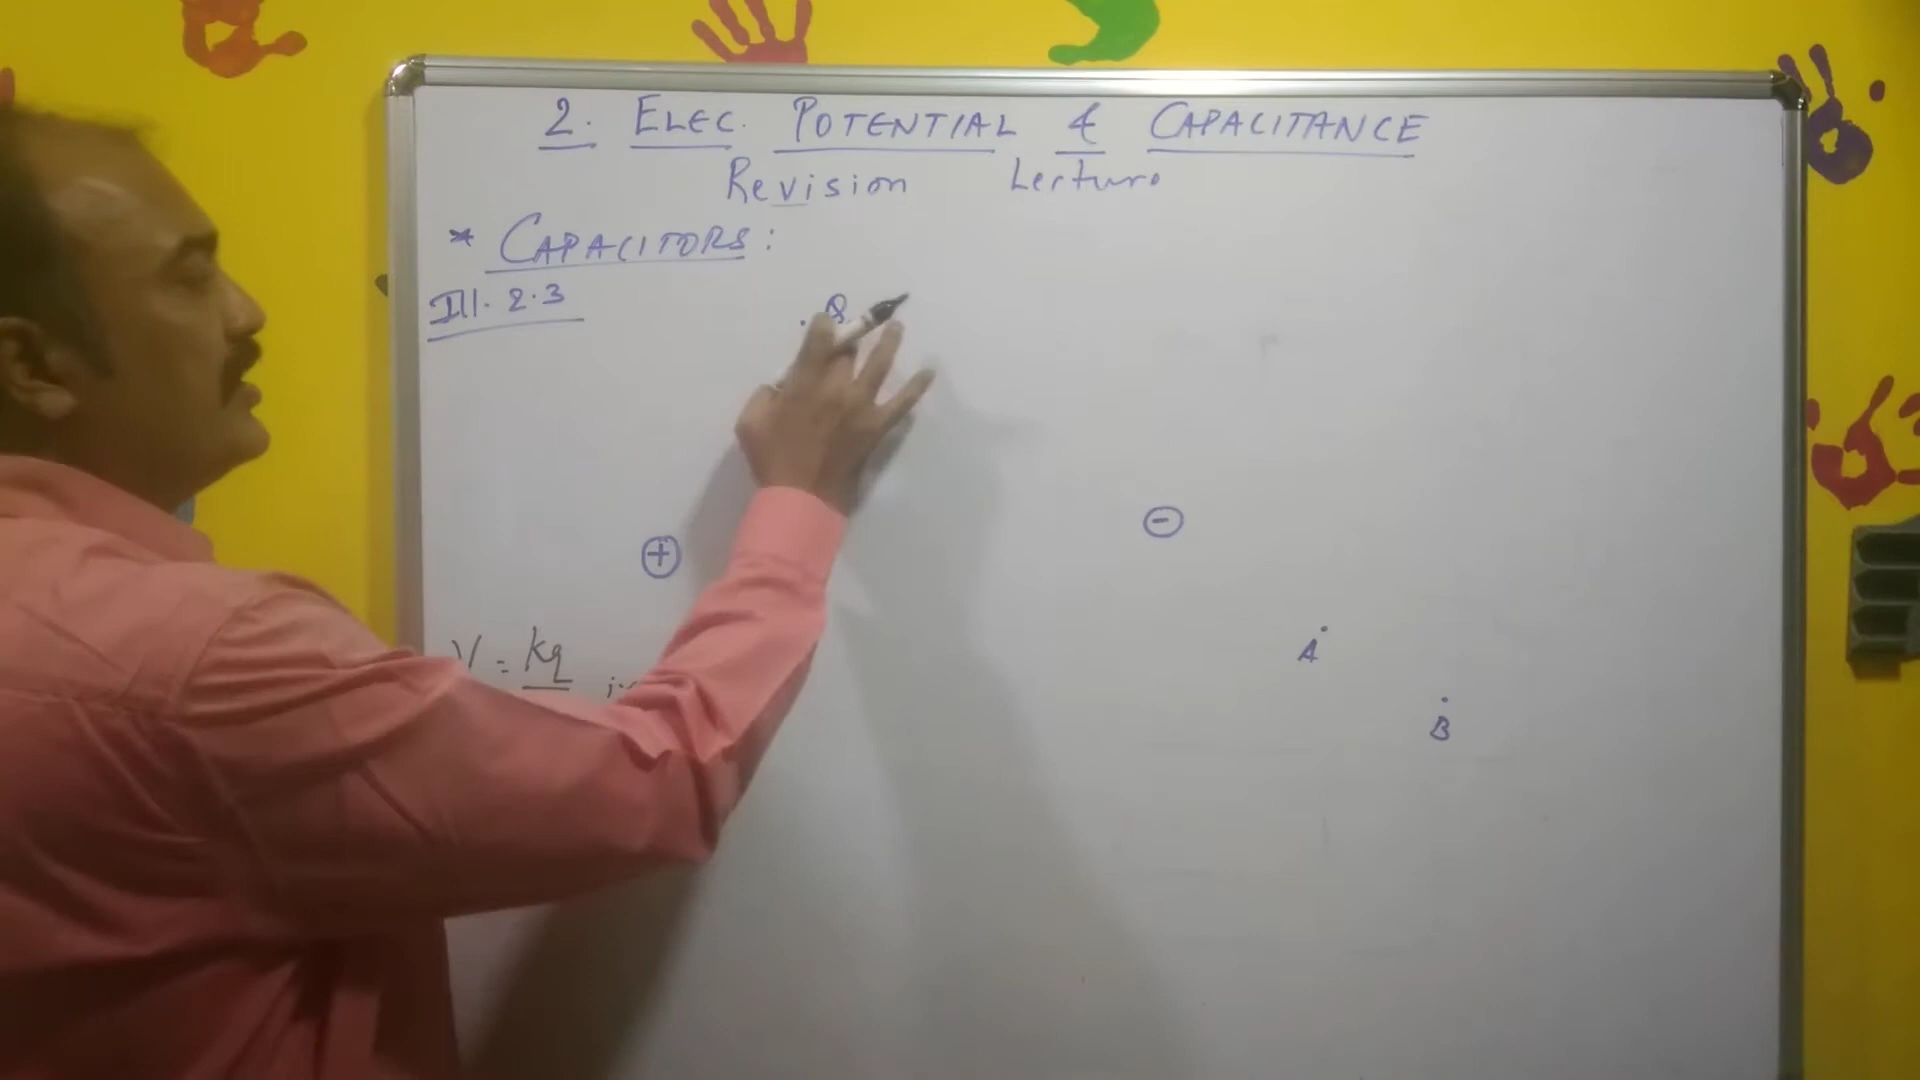 2. ELEC. POTENTIAL & CAPACITANCE
Revision Lecture
* CAPACITORS:
Ill. 2.3
+
-
V = kq
A
B